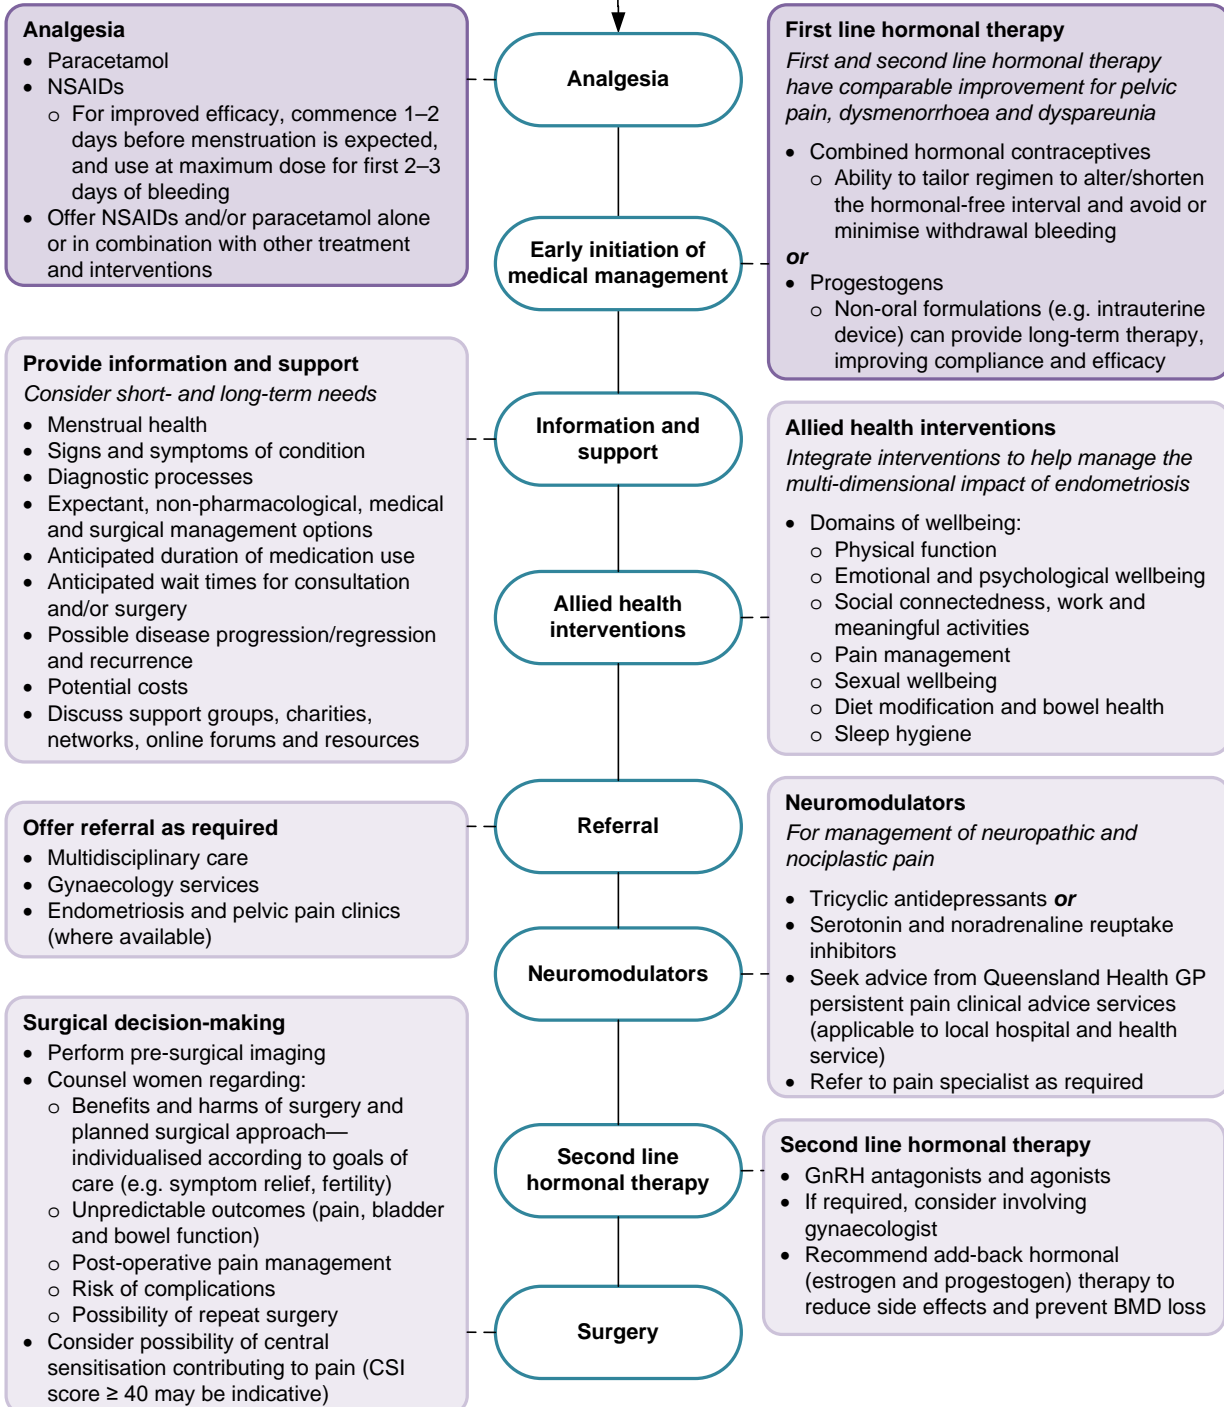 Analgesia
• Paracetamol
• NSAIDs
o For improved efficacy, commence 1–2
days before menstruation is expected,
and use at maximum dose for first 2–3
days of bleeding
• Offer NSAIDs and/or paracetamol alone
or in combination with other treatment
and interventions
Analgesia
First line hormonal therapy
First and second line hormonal therapy
have comparable improvement for pelvic
pain, dysmenorrhoea and dyspareunia
• Combined hormonal contraceptives
o Ability to tailor regimen to alter/shorten
the hormonal-free interval and avoid or
minimise withdrawal bleeding
or
• Progestogens
o Non-oral formulations (e.g. intrauterine
device) can provide long-term therapy,
improving compliance and efficacy
Early initiation of
medical management
Provide information and support
Consider short- and long-term needs
• Menstrual health
• Signs and symptoms of condition
• Diagnostic processes
• Expectant, non-pharmacological, medical
and surgical management options
• Anticipated duration of medication use
• Anticipated wait times for consultation
and/or surgery
• Possible disease progression/regression
and recurrence
• Potential costs
• Discuss support groups, charities,
networks, online forums and resources
Information and
support
Allied health interventions
Integrate interventions to help manage the
multi-dimensional impact of endometriosis
• Domains of wellbeing:
o Physical function
o Emotional and psychological wellbeing
o Social connectedness, work and
meaningful activities
o Pain management
o Sexual wellbeing
o Diet modification and bowel health
o Sleep hygiene
Allied health
interventions
Offer referral as required
• Multidisciplinary care
• Gynaecology services
• Endometriosis and pelvic pain clinics
(where available)
Referral
Neuromodulators
For management of neuropathic and
nociplastic pain
• Tricyclic antidepressants or
• Serotonin and noradrenaline reuptake
inhibitors
• Seek advice from Queensland Health GP
persistent pain clinical advice services
(applicable to local hospital and health
service)
• Refer to pain specialist as required
Neuromodulators
Surgical decision-making
• Perform pre-surgical imaging
• Counsel women regarding:
o Benefits and harms of surgery and
planned surgical approach—
individualised according to goals of
care (e.g. symptom relief, fertility)
o Unpredictable outcomes (pain, bladder
and bowel function)
o Post-operative pain management
o Risk of complications
o Possibility of repeat surgery
• Consider possibility of central
sensitisation contributing to pain (CSI
score ≥ 40 may be indicative)
Second line
hormonal therapy
Second line hormonal therapy
• GnRH antagonists and agonists
• If required, consider involving
gynaecologist
• Recommend add-back hormonal
(estrogen and progestogen) therapy to
reduce side effects and prevent BMD loss
Surgery